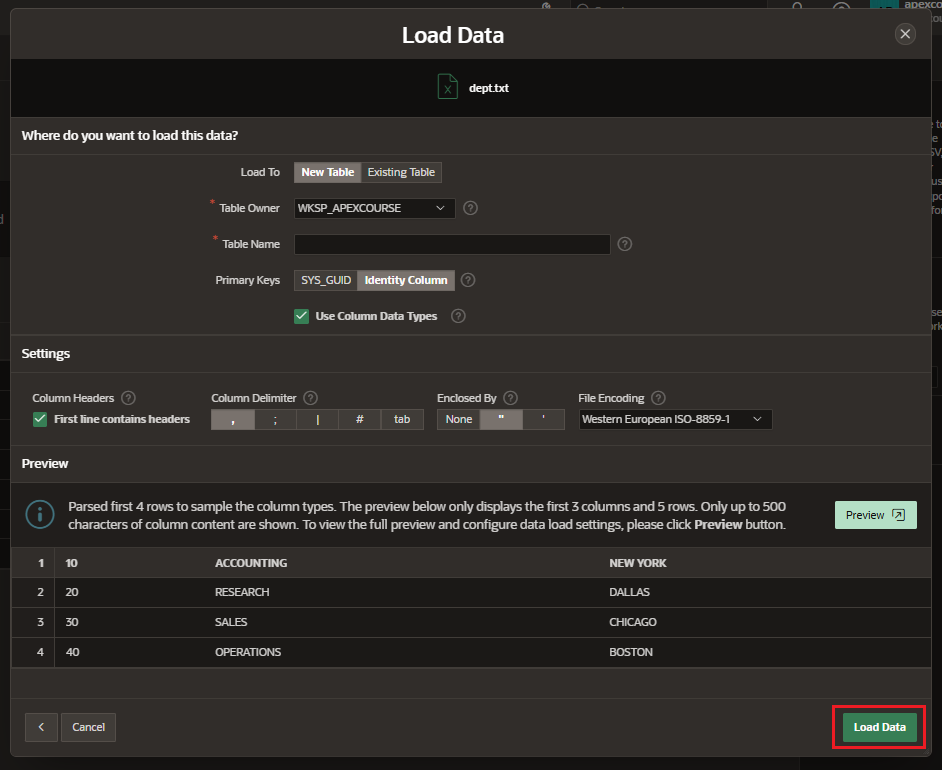 apexco
Load Data
dept.txt
Where do you want to load this data?
Load To New Table Existing Table
* Table Owner WKSP_APEXCOURSE ?
* Table Name ?
Primary Keys SYS_GUID Identity Column ?
Use Column Data Types ?
Settings
Column Headers ? Column Delimiter ? Enclosed By ? File Encoding ?
First line contains headers , ; | # tab None " ' Western European ISO-8859-1
Preview
Parsed first 4 rows to sample the column types. The preview below only displays the first 3 columns and 5 rows. Only up to 500
characters of column content are shown. To view the full preview and configure data load settings, please click Preview button.
Preview
1 10 ACCOUNTING NEW YORK
2 20 RESEARCH DALLAS
3 30 SALES CHICAGO
4 40 OPERATIONS BOSTON
Cancel Load Data